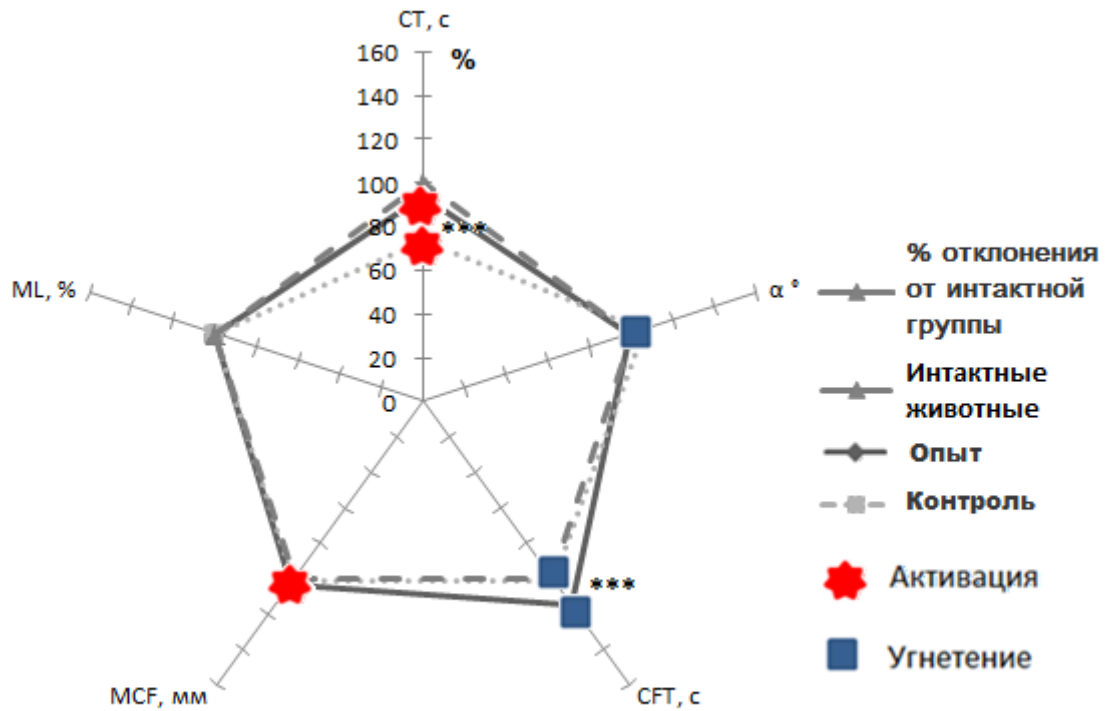 CT, с
160
%
140
120
100
80
***
60
40
20
0
ML, %
α °
***
MCF, мм
CFT, с
% отклонения
от интактной
группы
Интактные
животные
Опыт
Контроль
Активация
Угнетение